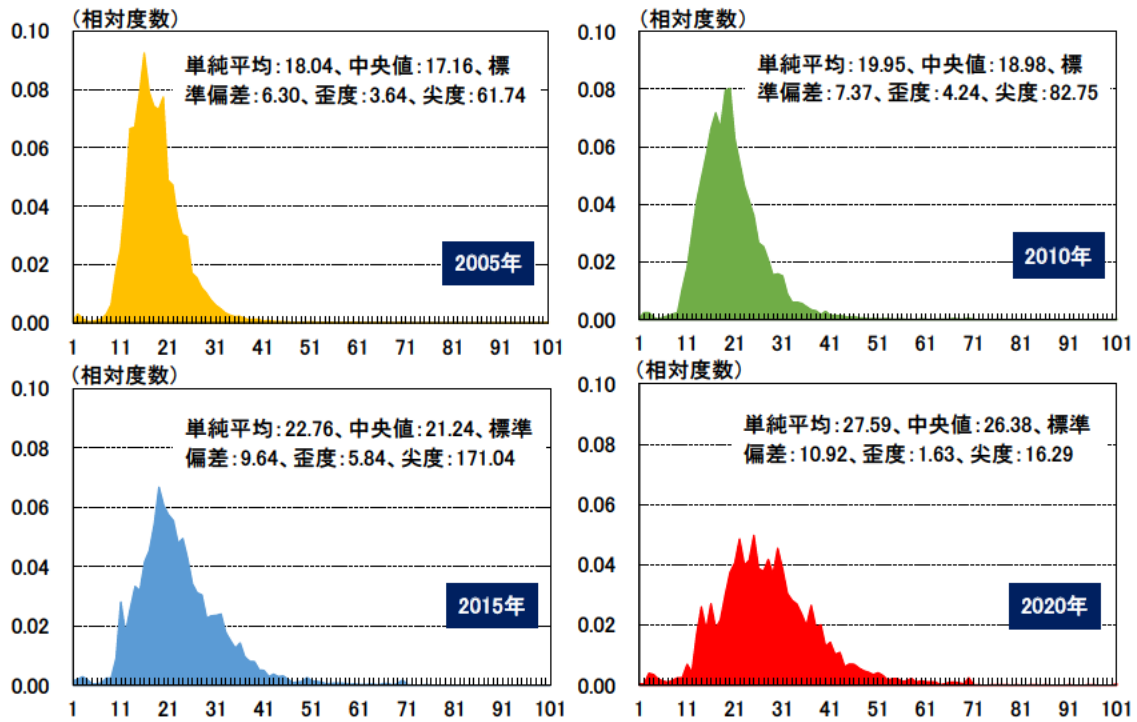 (相対度数)
0.10
0.08
0.06
0.04
0.02
0.00
単純平均:18.04、中央値:17.16、標
準偏差:6.30、歪度:3.64、尖度:61.74
2005年
1 11 21 31 41 51 61 71 81 91 101
(相対度数)
0.10
0.08
0.06
0.04
0.02
0.00
単純平均:19.95、中央値:18.98、標
準偏差:7.37、歪度:4.24、尖度:82.75
2010年
1 11 21 31 41 51 61 71 81 91 101
(相対度数)
0.10
0.08
0.06
0.04
0.02
0.00
単純平均:22.76、中央値:21.24、標準
偏差:9.64、歪度:5.84、尖度:171.04
2015年
1 11 21 31 41 51 61 71 81 91 101
(相対度数)
0.10
0.08
0.06
0.04
0.02
0.00
単純平均:27.59、中央値:26.38、標準
偏差:10.92、歪度:1.63、尖度:16.29
2020年
1 11 21 31 41 51 61 71 81 91 101